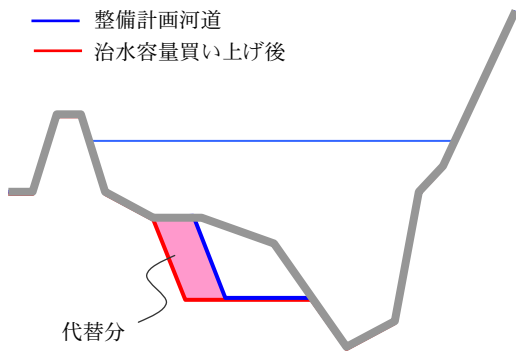 整備計画河道
治水容量買い上げ後
代替分